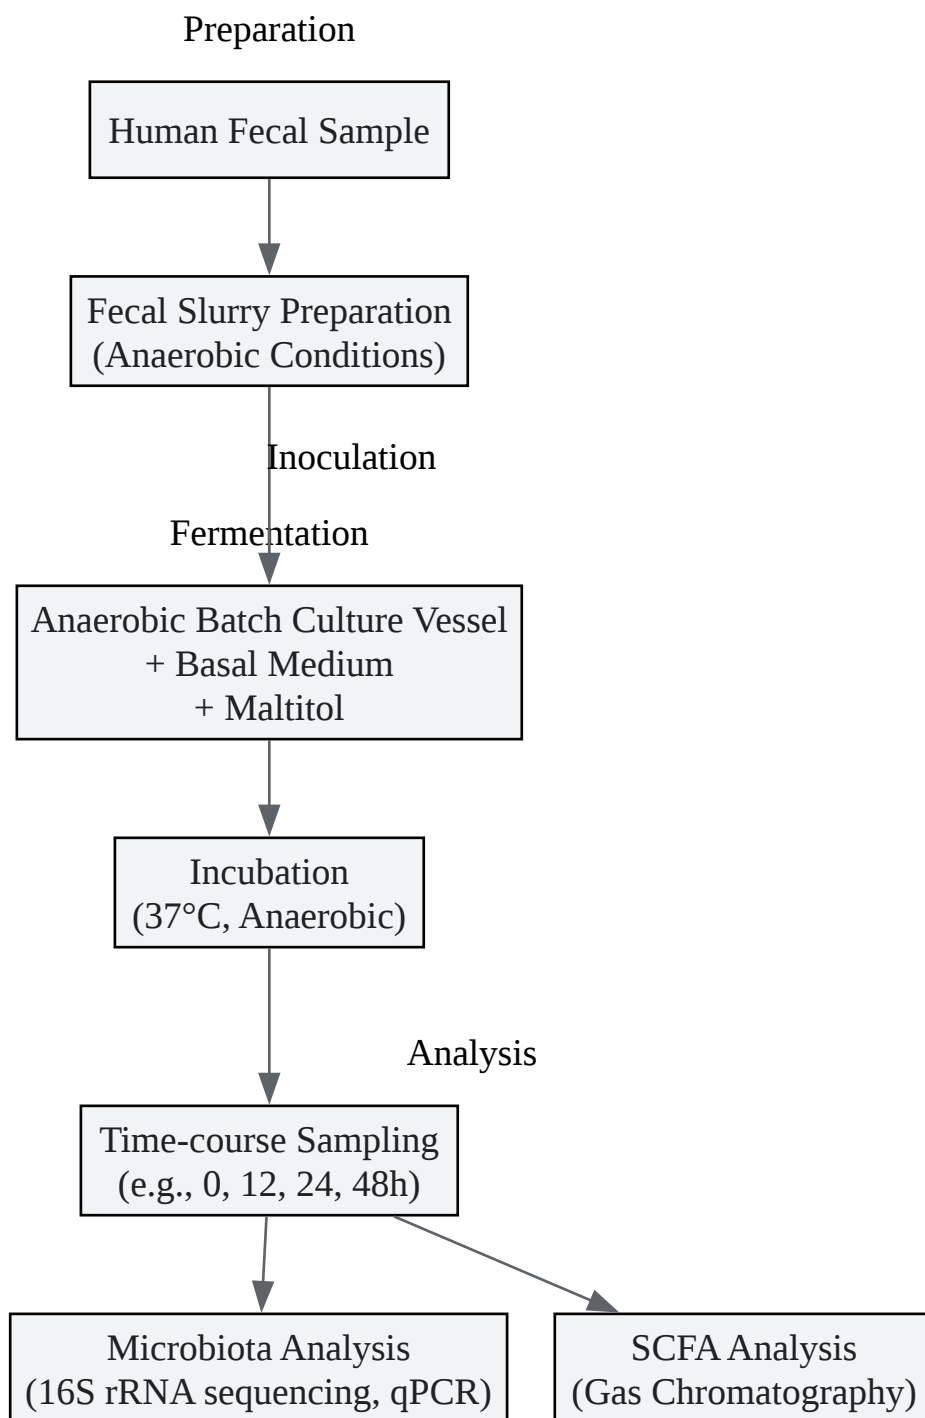 Preparation
Human Fecal Sample
Fecal Slurry Preparation
(Anaerobic Conditions)
Inoculation
Fermentation
Anaerobic Batch Culture Vessel
+ Basal Medium
+ Maltitol
Incubation
(37°C, Anaerobic)
Analysis
Time-course Sampling
(e.g., 0, 12, 24, 48h)
Microbiota Analysis
(16S rRNA sequencing, qPCR)
SCFA Analysis
(Gas Chromatography)